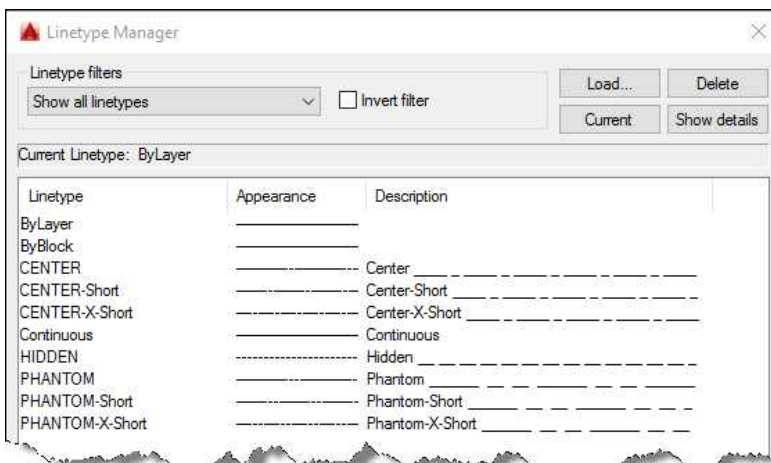 Linetype Manager
Linetype filters
Show all linetypes
Invert filter
Load...
Delete
Current
Show details
Current Linetype: ByLayer
Linetype Appearance Description
ByLayer
ByBlock
CENTER Center
CENTER-Short Center-Short
CENTER-X-Short Center-X-Short
Continuous Continuous
HIDDEN Hidden
PHANTOM Phantom
PHANTOM-Short Phantom-Short
PHANTOM-X-Short Phantom-X-Short